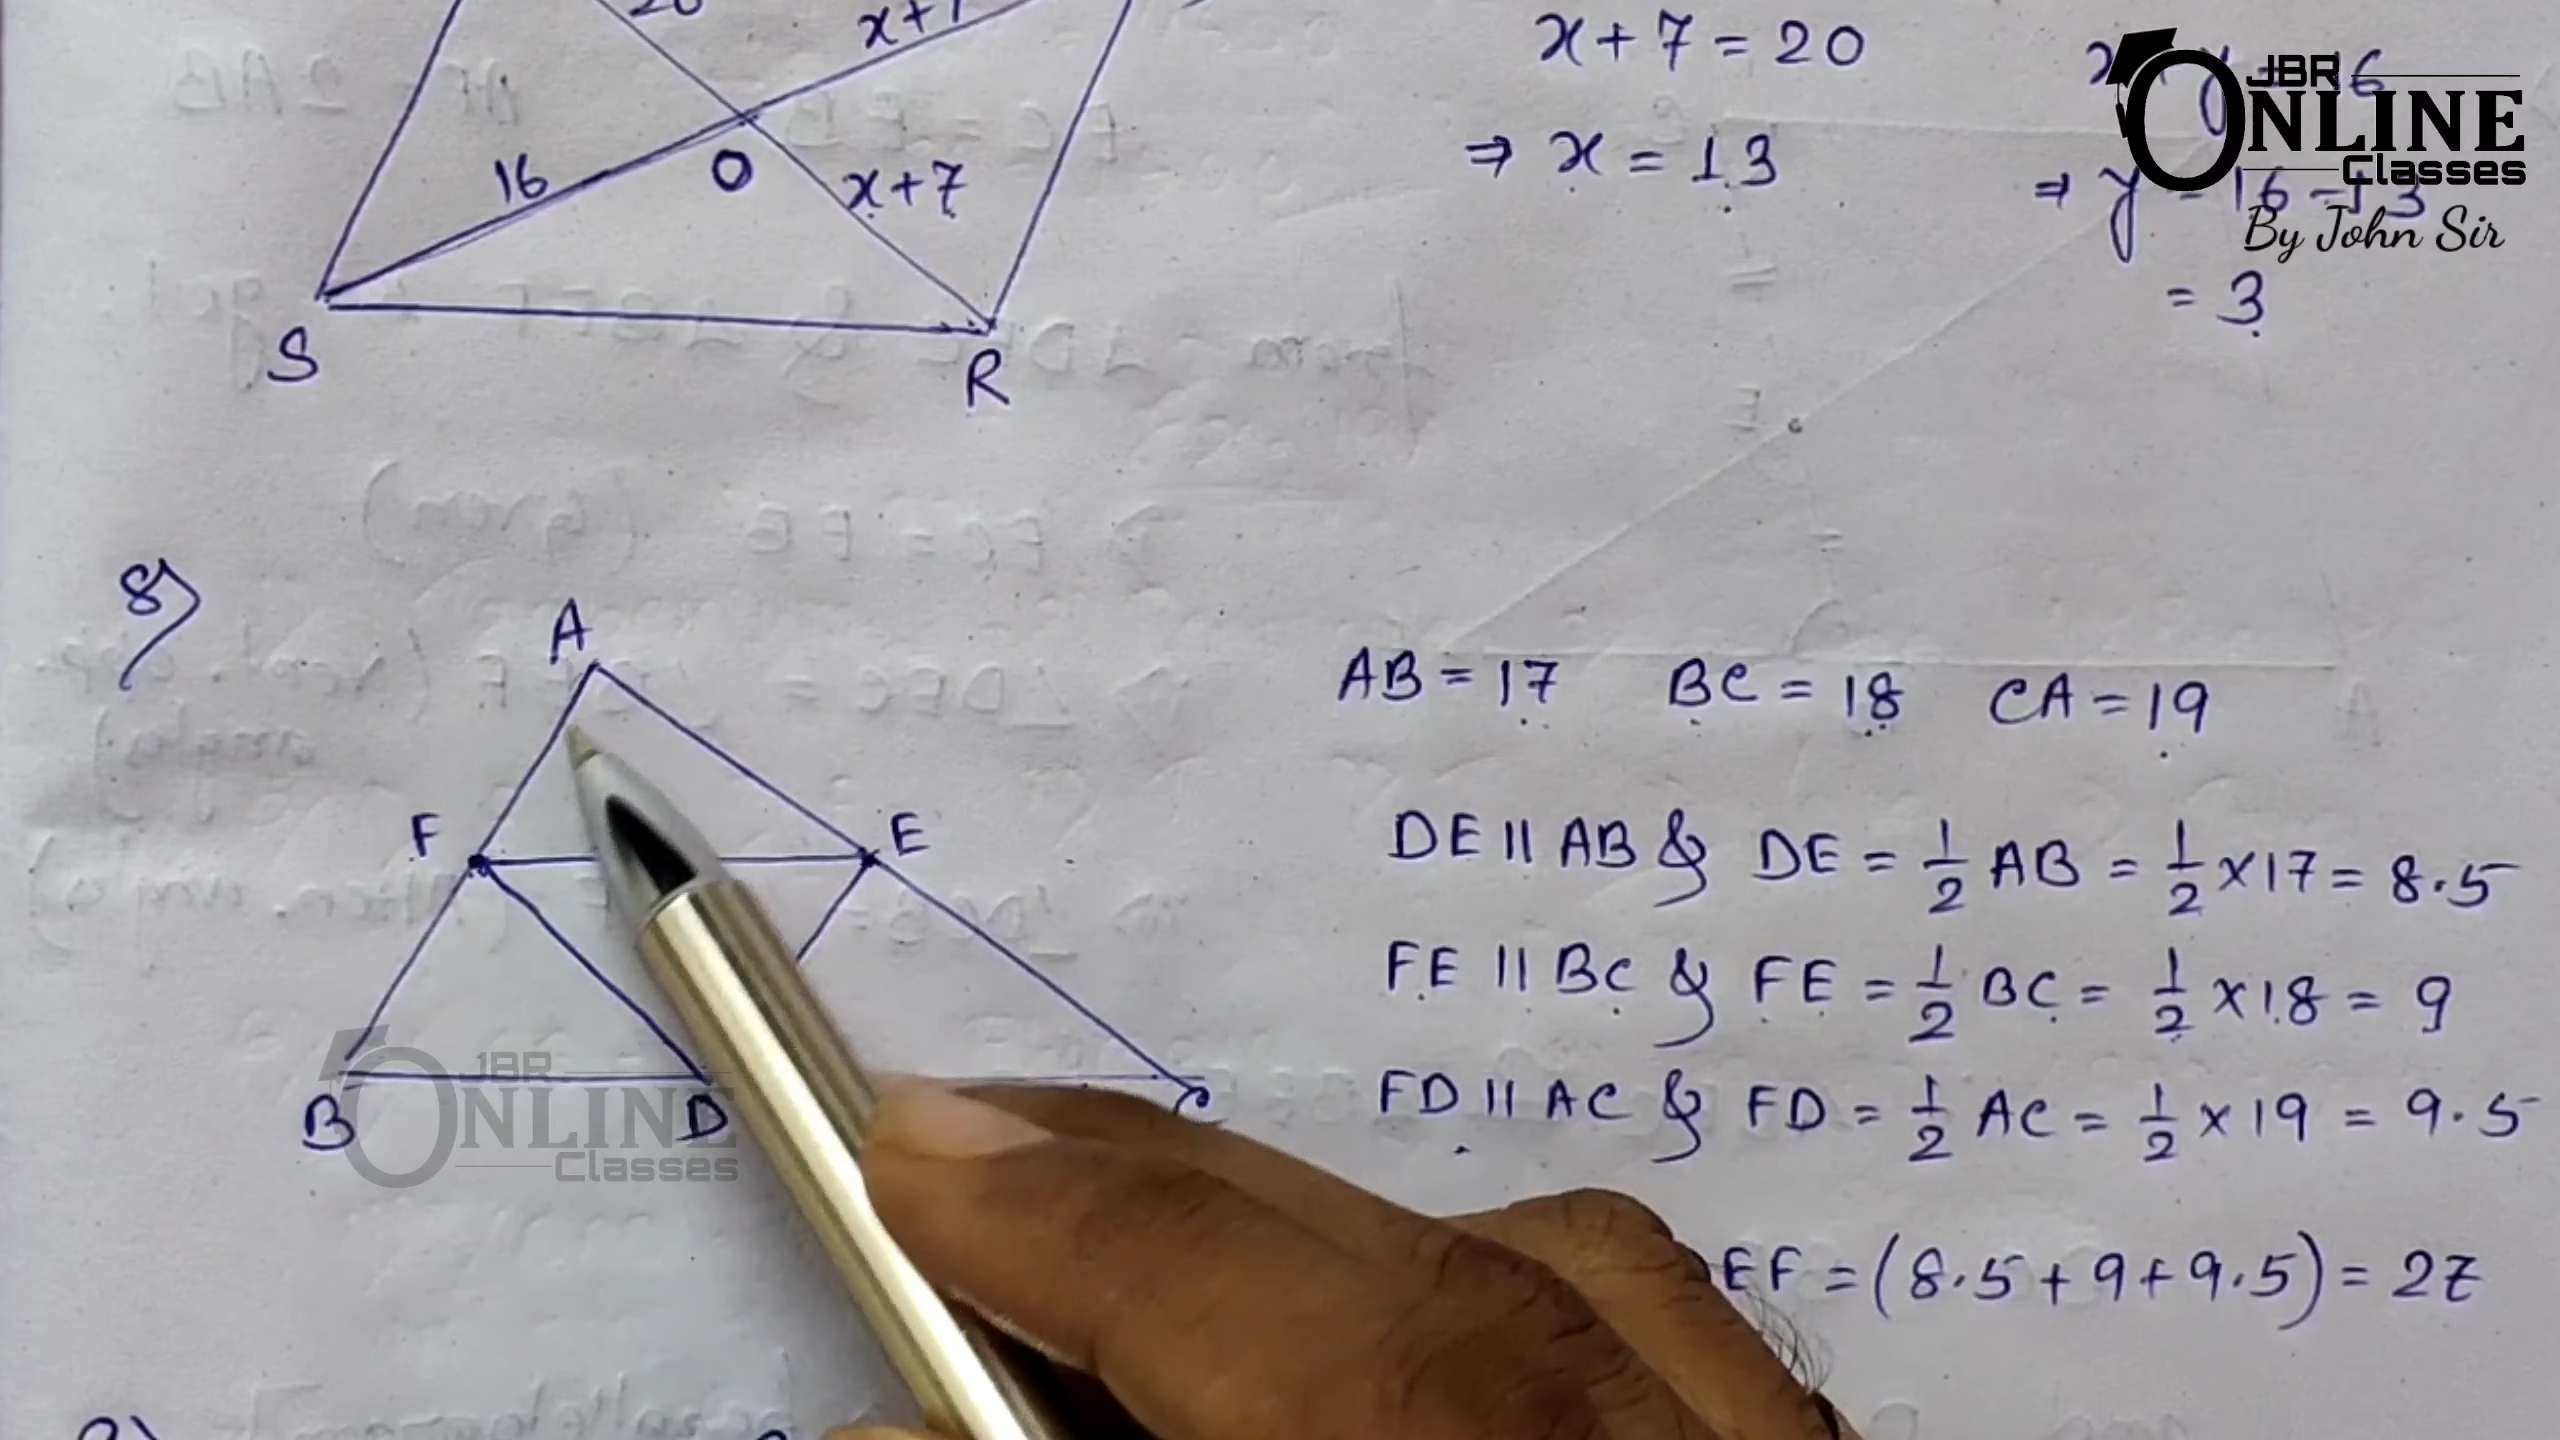 x+7
16
O
S
R
x+7=20
⇒ x = 13
= 3
JBR
ONLINE
Classes
By John Sir
8)
A
F
E
B
D
C
AB = 17 BC = 18 CA = 19
DE || AB & DE = 1/2 AB = 1/2 × 17 = 8.5
FE || BC & FE = 1/2 BC = 1/2 × 18 = 9
FD || AC & FD = 1/2 AC = 1/2 × 19 = 9.5
EF = (8.5 + 9 + 9.5) = 27
JBR
ONLINE
Classes